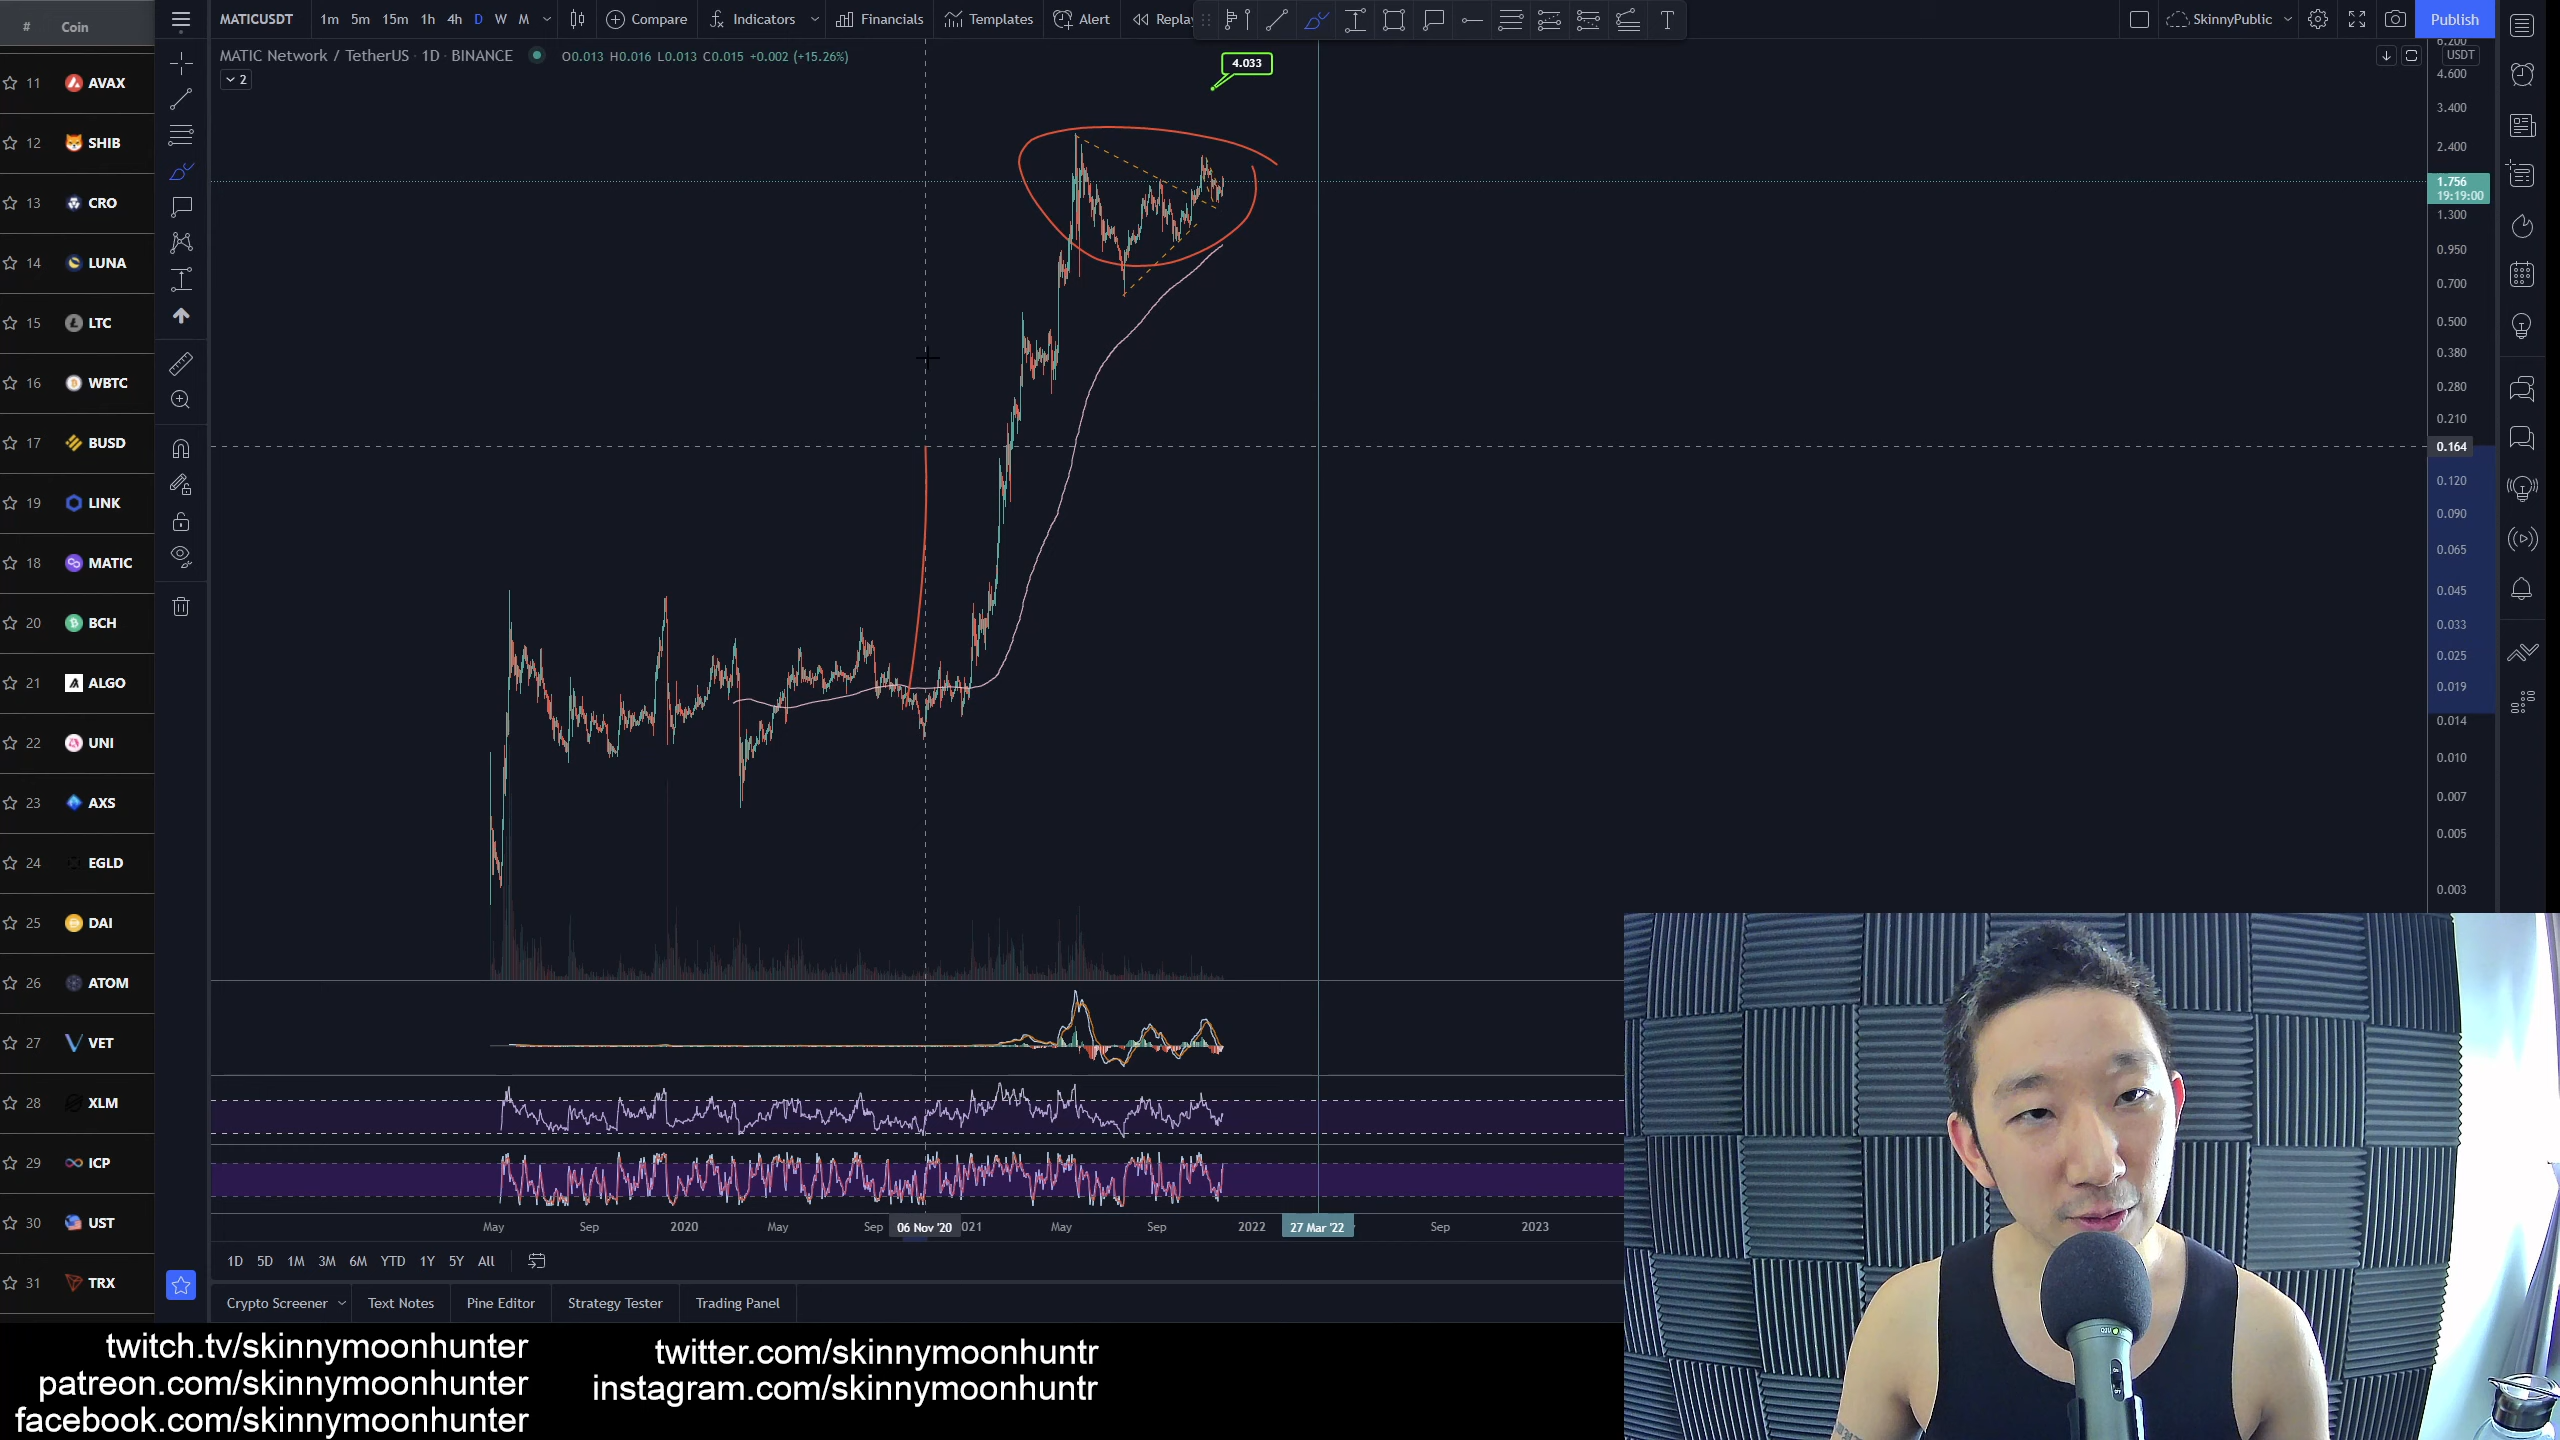 # Coin
MATICUSDT 1m 5m 15m 1h 4h D W M Compare Indicators Financials Templates Alert Replay T SkinnyPublic Publish
MATIC Network / TetherUS · 1D · BINANCE O0.013 H0.016 L0.013 C0.015 +0.002 (+15.26%)
2
4.033
USDT
11 AVAX
12 SHIB
13 CRO
14 LUNA
15 LTC
16 WBTC
17 BUSD
19 LINK
18 MATIC
20 BCH
21 ALGO
22 UNI
23 AXS
24 EGLD
25 DAI
26 ATOM
27 VET
28 XLM
29 ICP
30 UST
31 TRX
6.200
4.600
3.400
2.400
1.756
19:19:00
1.300
0.950
0.700
0.500
0.380
0.280
0.210
0.164
0.120
0.090
0.065
0.045
0.033
0.025
0.019
0.014
0.010
0.007
0.005
0.003
May Sep 2020 May Sep 06 Nov '20 021 May Sep 2022 27 Mar '22 Sep 2023
1D 5D 1M 3M 6M YTD 1Y 5Y All
Crypto Screener Text Notes Pine Editor Strategy Tester Trading Panel
twitch.tv/skinnymoonhunter
patreon.com/skinnymoonhunter
facebook.com/skinnymoonhunter
twitter.com/skinnymoonhuntr
instagram.com/skinnymoonhuntr